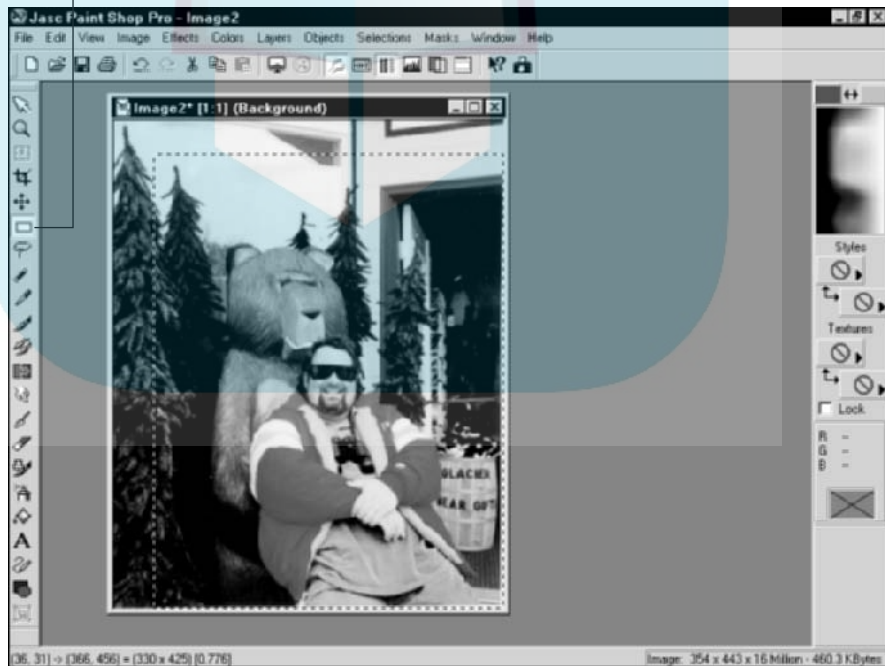 Jasc Paint Shop Pro - Image2
File Edit View Image Effects Colors Layers Objects Selections Masks Window Help
Image2* [1:1] (Background)
Styles
Textures
Lock
R -
G -
B -
A
GLACIER
BEAR
(36, 31) -> (366, 456) = (330 x 425) [0.776]
Image: 354 x 443 x 16 Million - 460.3 KBytes